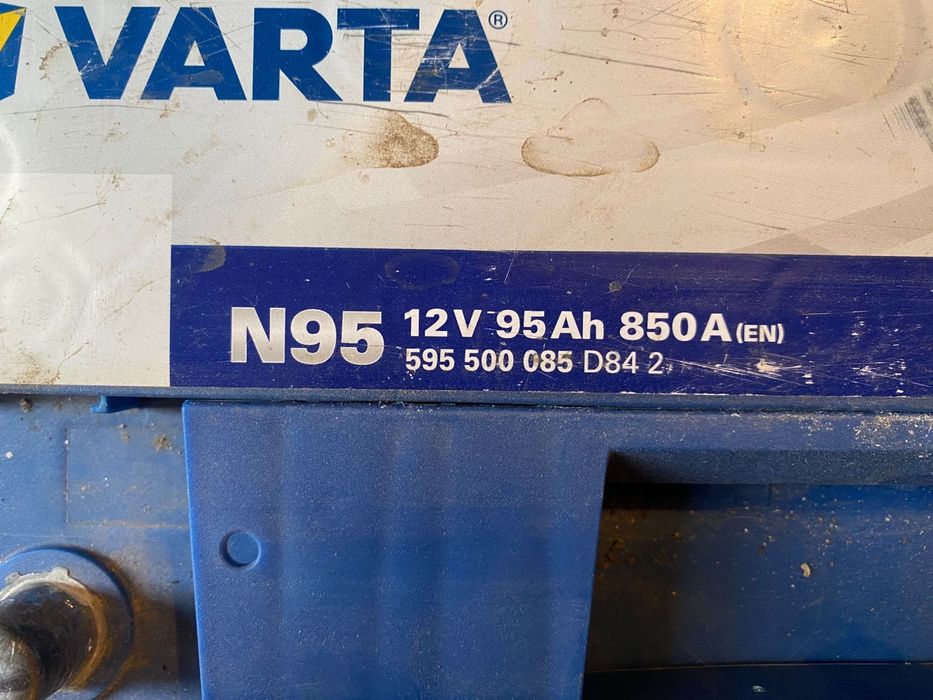 VARTA®
N95 12V 95Ah 850A (EN)
595 500 085 D84 2